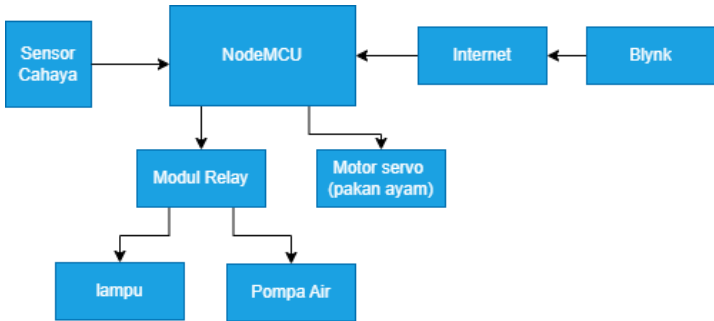 Sensor
Cahaya
NodeMCU
Internet
Blynk
Modul Relay
Motor servo
(pakan ayam)
lampu
Pompa Air